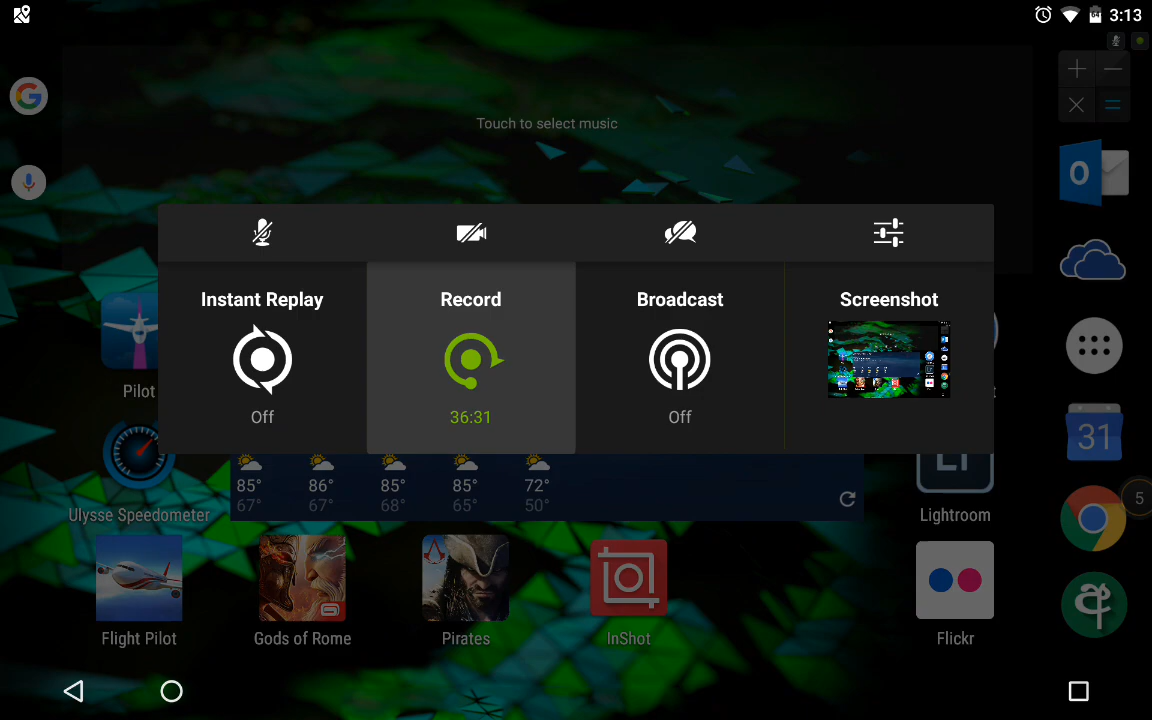 3:13
Touch to select music
Instant Replay
Record
Broadcast
Screenshot
Off
36:31
Off
Pilot
85° 86° 85° 85° 72°
67° 67° 68° 65° 50°
31
5
Ulysse Speedometer
Lightroom
Flight Pilot
Gods of Rome
Pirates
InShot
Flickr
අ